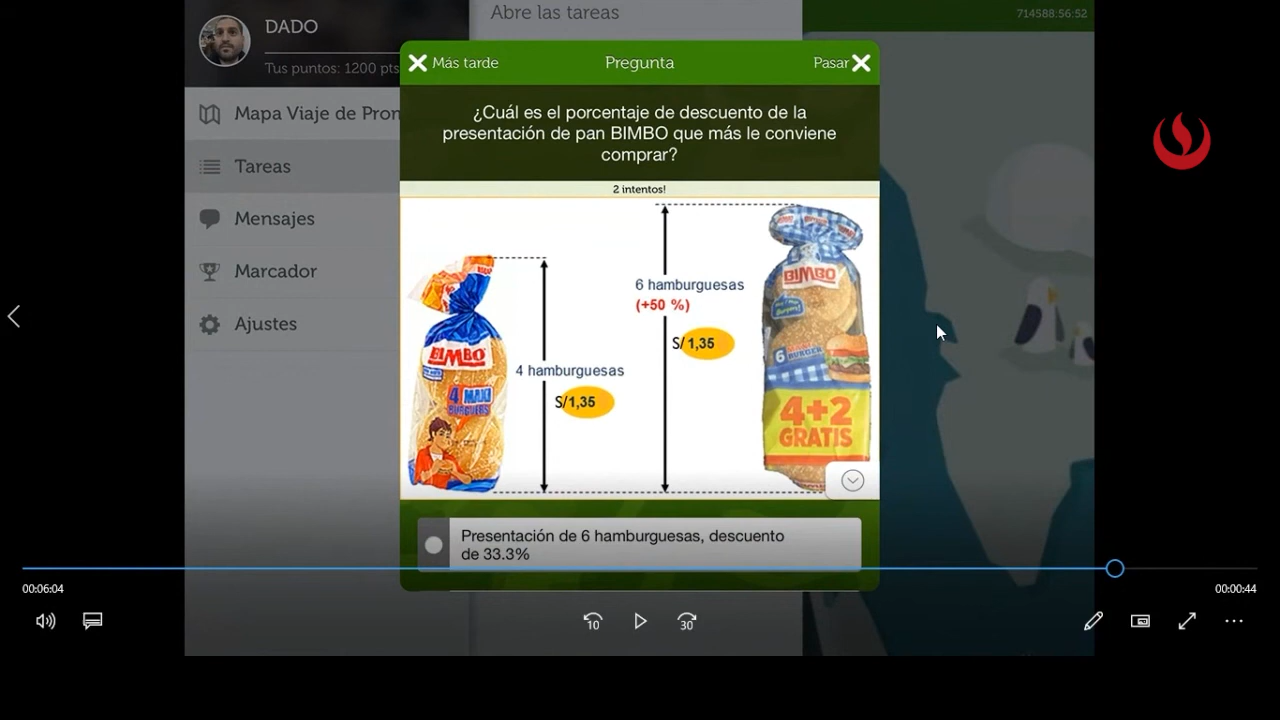 DADO
Tus puntos: 1200 pts
Mapa Viaje de Pron
Tareas
Mensajes
Marcador
Ajustes
Abre las tareas
714588:56:52
Más tarde
Pregunta
Pasar
¿Cuál es el porcentaje de descuento de la
presentación de pan BIMBO que más le conviene
comprar?
2 intentos!
BIMBO
4 MAXI
BURGUERS
4 hamburguesas
S/1,35
6 hamburguesas
(+50 %)
S/1,35
BIMBO
6
BURGER
4+2
GRATIS
Presentación de 6 hamburguesas, descuento
de 33.3%
00:06:04
00:00:44
10
30